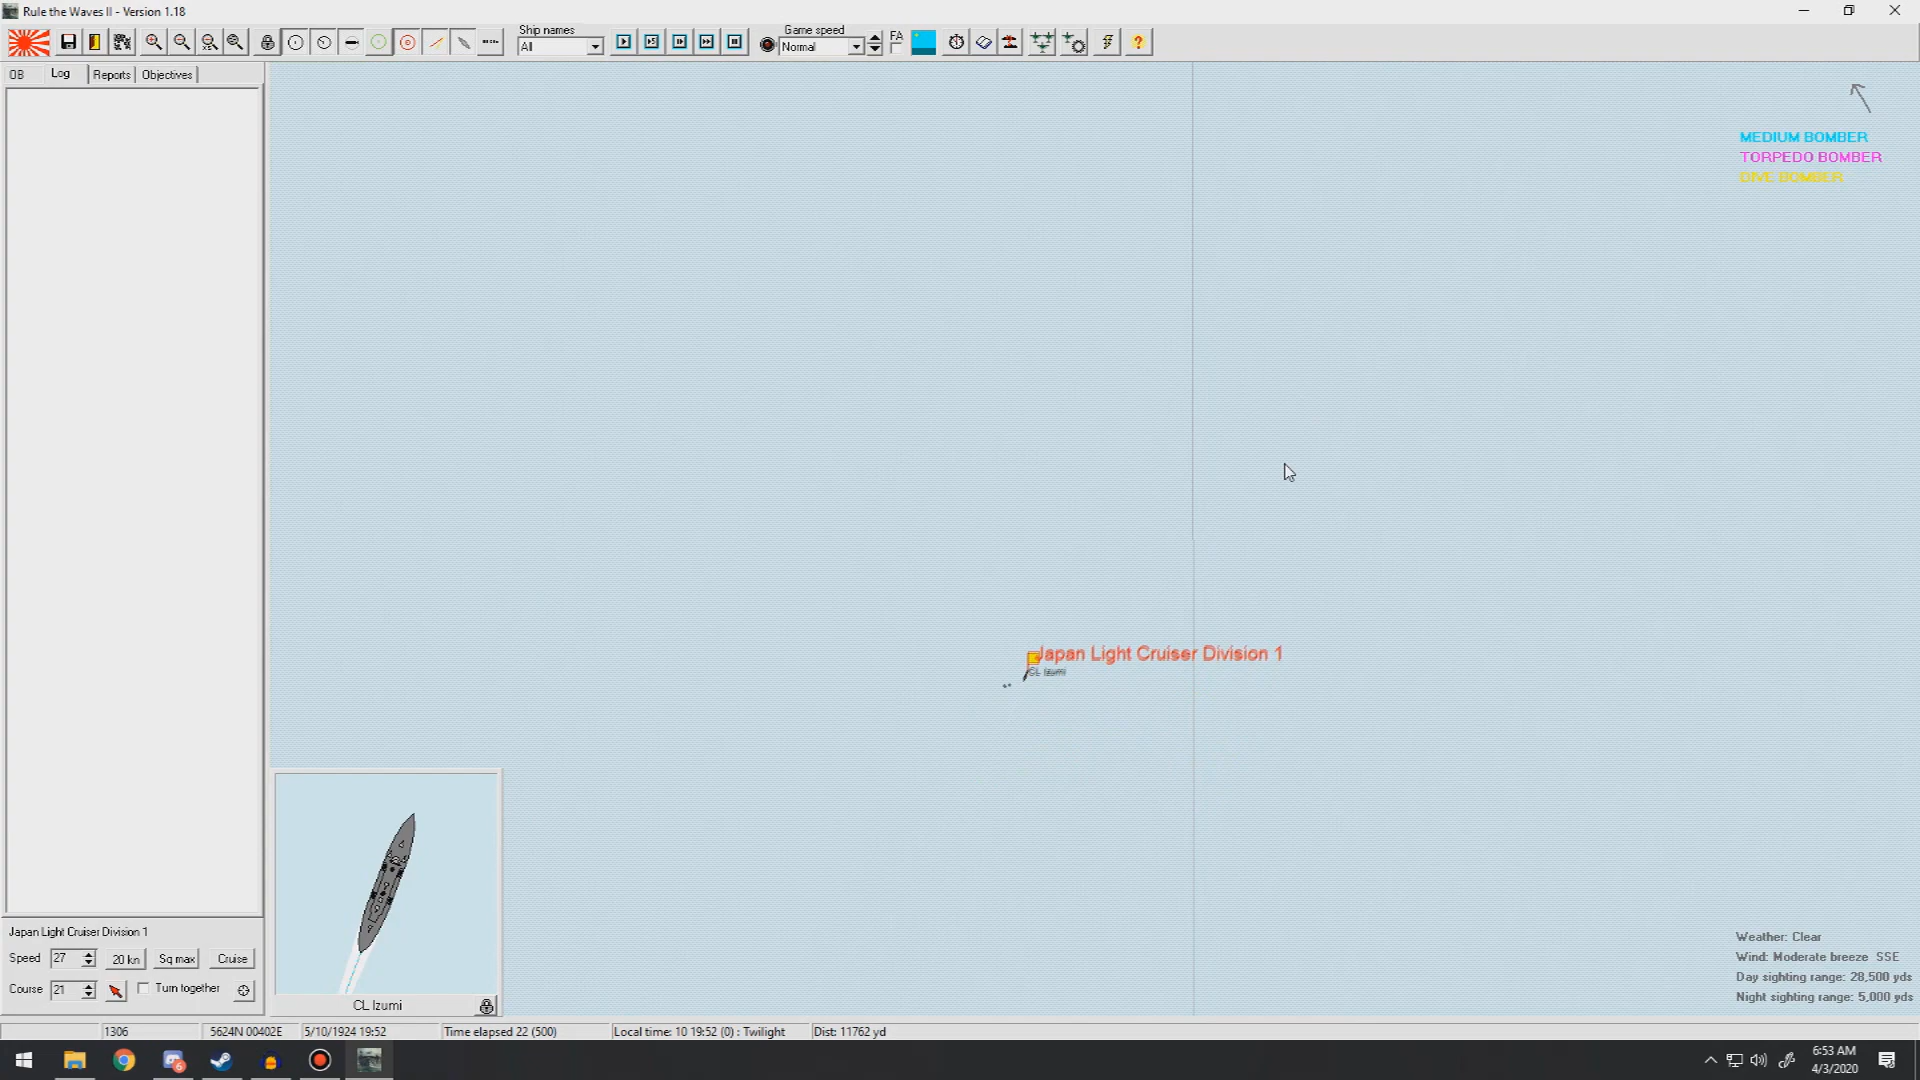 Rule the Waves II - Version 1.18
Ship names
All
Game speed
Normal
FA
OB
Log
Reports
Objectives
MEDIUM BOMBER
TORPEDO BOMBER
DIVE BOMBER
Japan Light Cruiser Division 1
CL Izumi
Japan Light Cruiser Division 1
Speed 27 20 kn Sq max Cruise
Course 21 Turn together
CL Izumi
Weather: Clear
Wind: Moderate breeze SSE
Day sighting range: 28,500 yds
Night sighting range: 5,000 yds
1306 5624N 00402E 5/10/1924 19:52 Time elapsed 22 (500) Local time: 10 19:52 (0) : Twilight Dist: 11762 yd
6:53 AM
4/3/2020